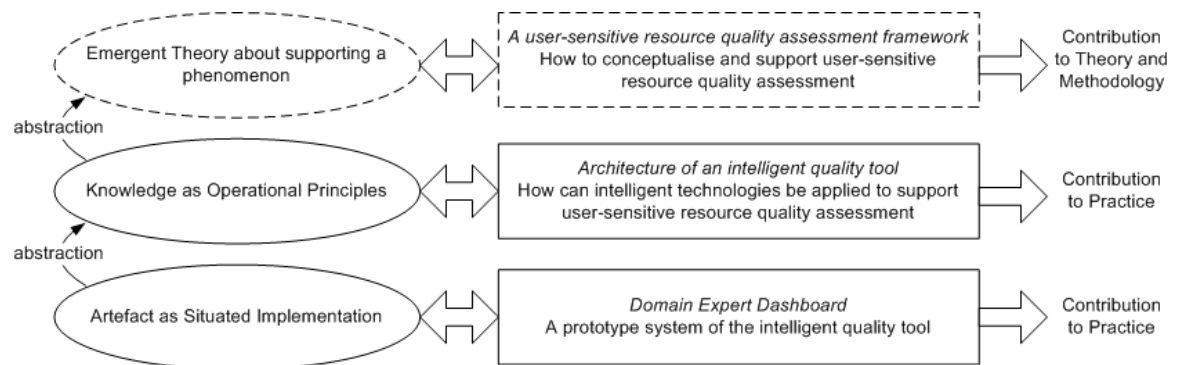 Emergent Theory about supporting a
phenomenon
A user-sensitive resource quality assessment framework
How to conceptualise and support user-sensitive
resource quality assessment
Contribution
to Theory and
Methodology
abstraction
Knowledge as Operational Principles
Architecture of an intelligent quality tool
How can intelligent technologies be applied to support
user-sensitive resource quality assessment
Contribution
to Practice
abstraction
Artefact as Situated Implementation
Domain Expert Dashboard
A prototype system of the intelligent quality tool
Contribution
to Practice